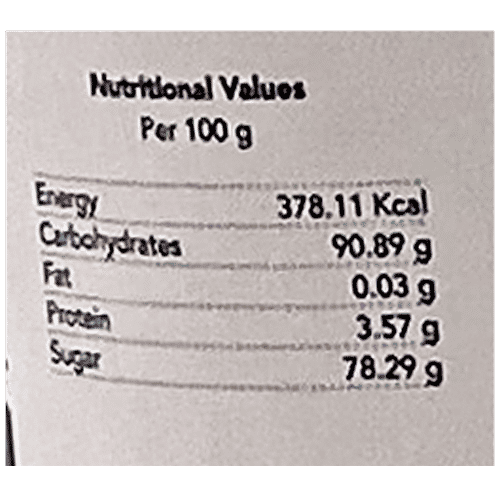 Nutritional Values
Per 100 g
Energy 378.11 Kcal
Carbohydrates 90.89 g
Fat 0.03 g
Protein 3.57 g
Sugar 78.29 g